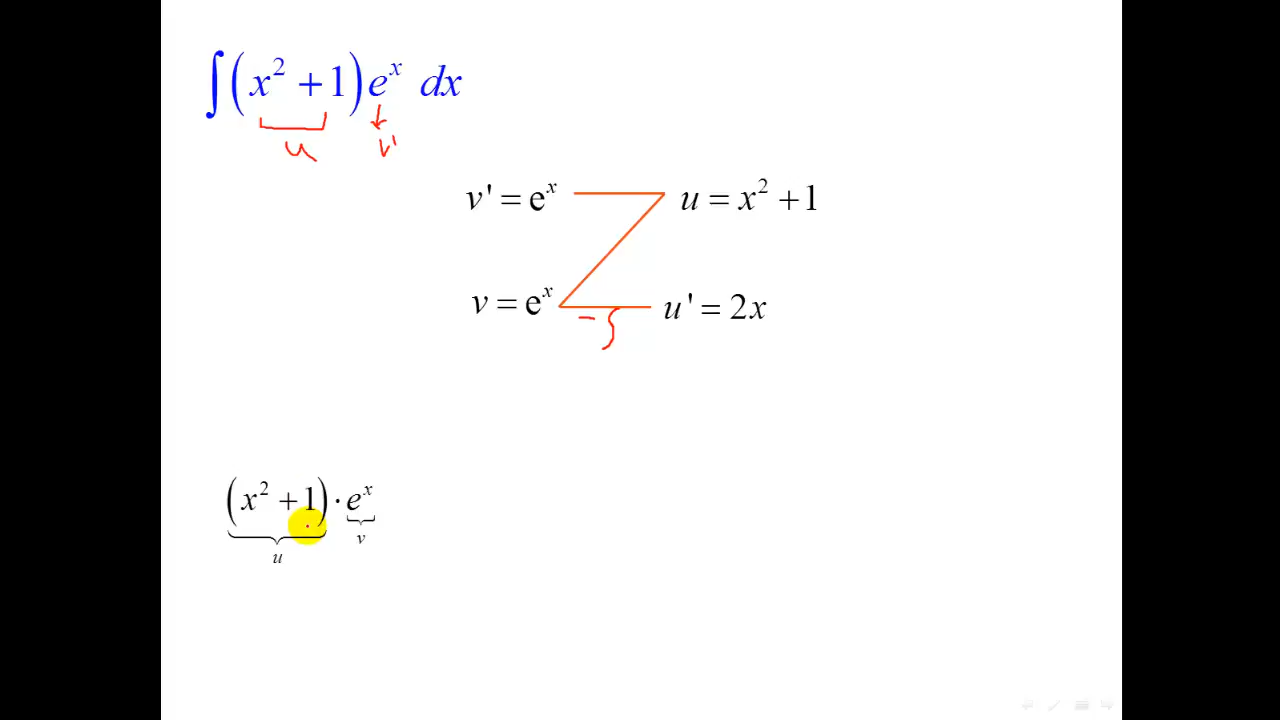 ∫(x² + 1)eˣ dx
u v'
v' = eˣ u = x² + 1
v = eˣ u' = 2x
-∫
(x² + 1) · eˣ
u v